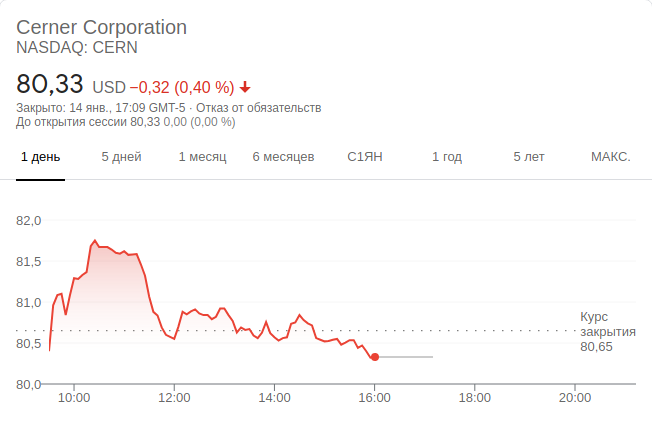 Cerner Corporation
NASDAQ: CERN
80,33 USD −0,32 (0,40 %)
Закрыто: 14 янв., 17:09 GMT-5 · Отказ от обязательств
До открытия сессии 80,33 0,00 (0,00 %)
1 день 5 дней 1 месяц 6 месяцев С1ЯН 1 год 5 лет МАКС.
82,0
81,5
81,0
80,5
80,0
Курс
закрытия
80,65
10:00 12:00 14:00 16:00 18:00 20:00